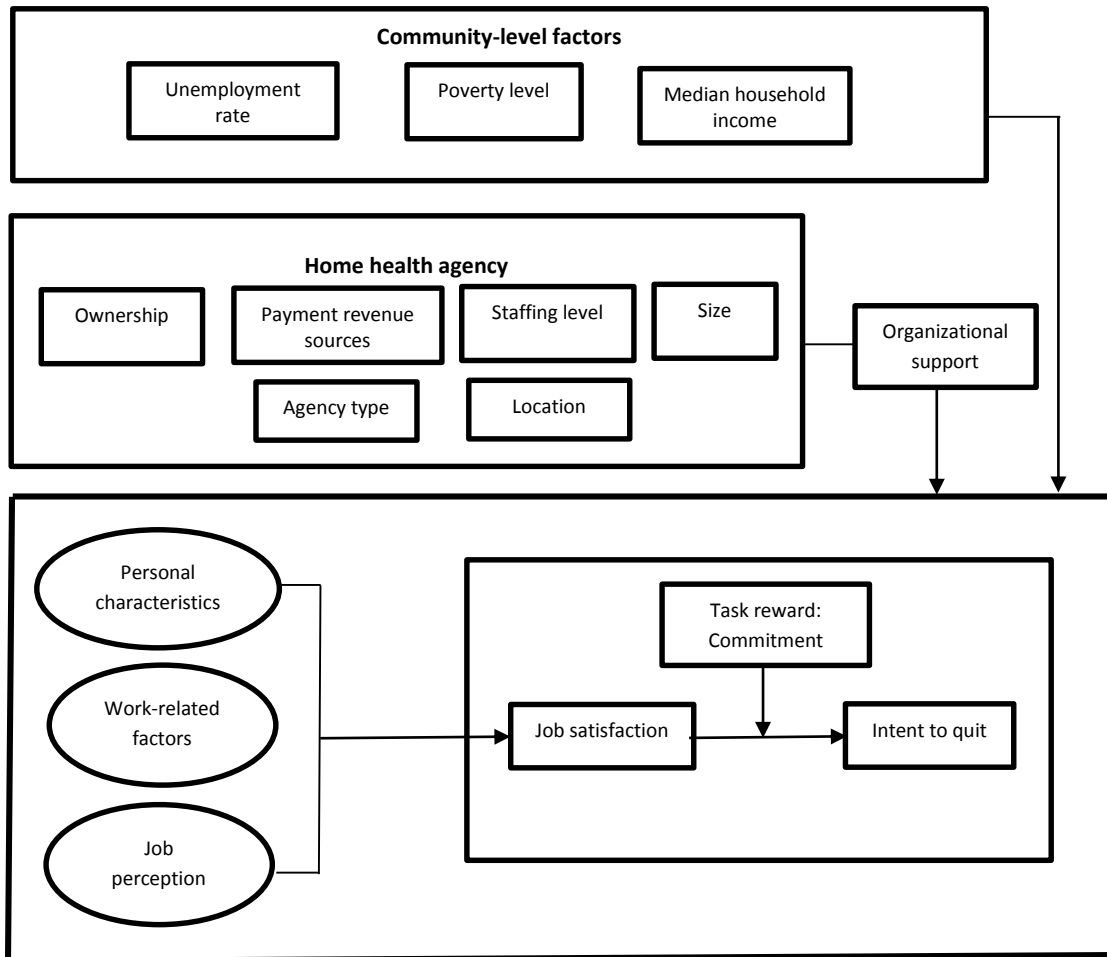 Community-level factors
Unemployment
rate
Poverty level
Median household
income
Home health agency
Ownership
Payment revenue
sources
Staffing level
Size
Agency type
Location
Organizational
support
Personal
characteristics
Work-related
factors
Job
perception
Task reward:
Commitment
Job satisfaction
Intent to quit